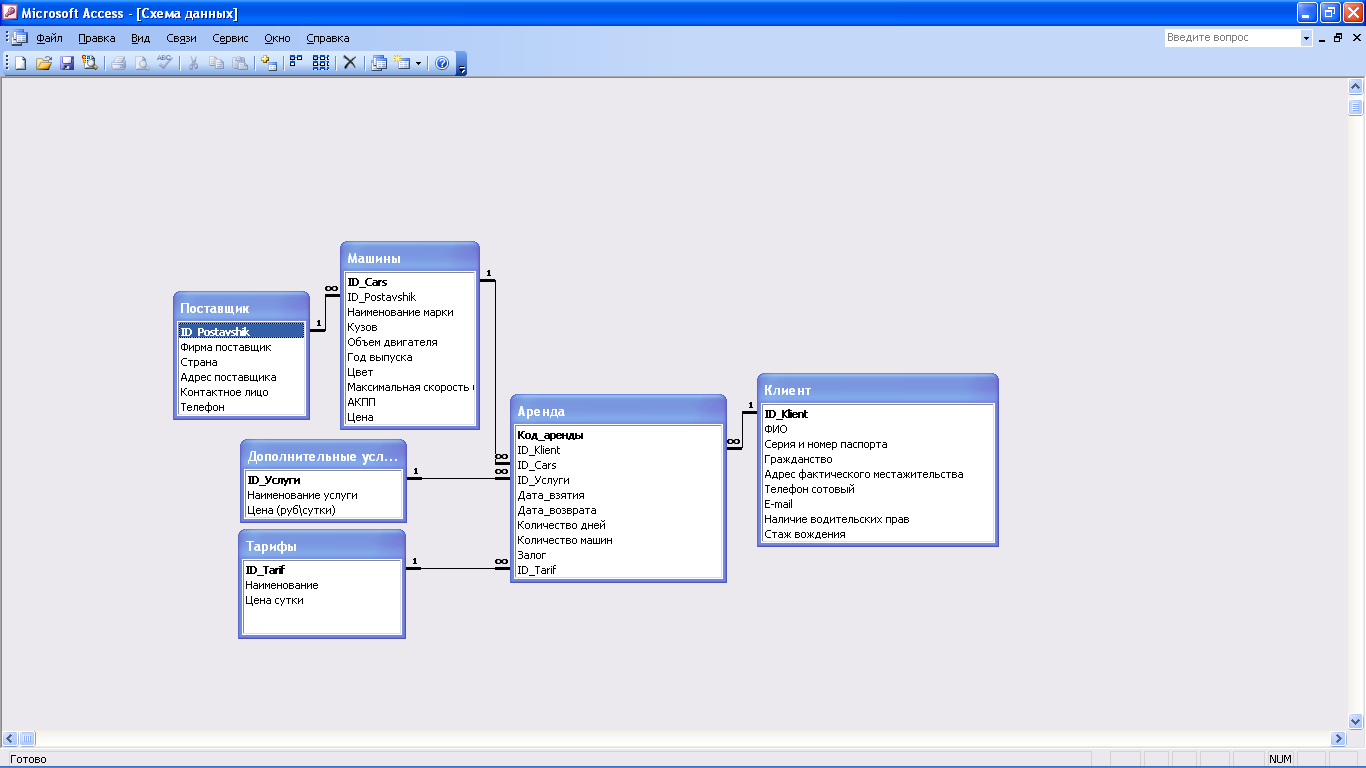 Microsoft Access - [Схема данных]
Файл Правка Вид Связи Сервис Окно Справка
Введите вопрос
Машины
ID_Cars
ID_Postavshik
Наименование марки
Кузов
Объем двигателя
Год выпуска
Цвет
Максимальная скорость
АКПП
Цена
Поставщик
ID_Postavshik
Фирма поставщик
Страна
Адрес поставщика
Контактное лицо
Телефон
1
∞
1
∞
Дополнительные усл...
ID_Услуги
Наименование услуги
Цена (руб\сутки)
1
∞
Тарифы
ID_Tarif
Наименование
Цена сутки
1
∞
Аренда
Код_аренды
ID_Klient
ID_Cars
ID_Услуги
Дата_взятия
Дата_возврата
Количество дней
Количество машин
Залог
ID_Tarif
∞
1
Клиент
ID_Klient
ФИО
Серия и номер паспорта
Гражданство
Адрес фактического местажительства
Телефон сотовый
E-mail
Наличие водительских прав
Стаж вождения
Готово
NUM